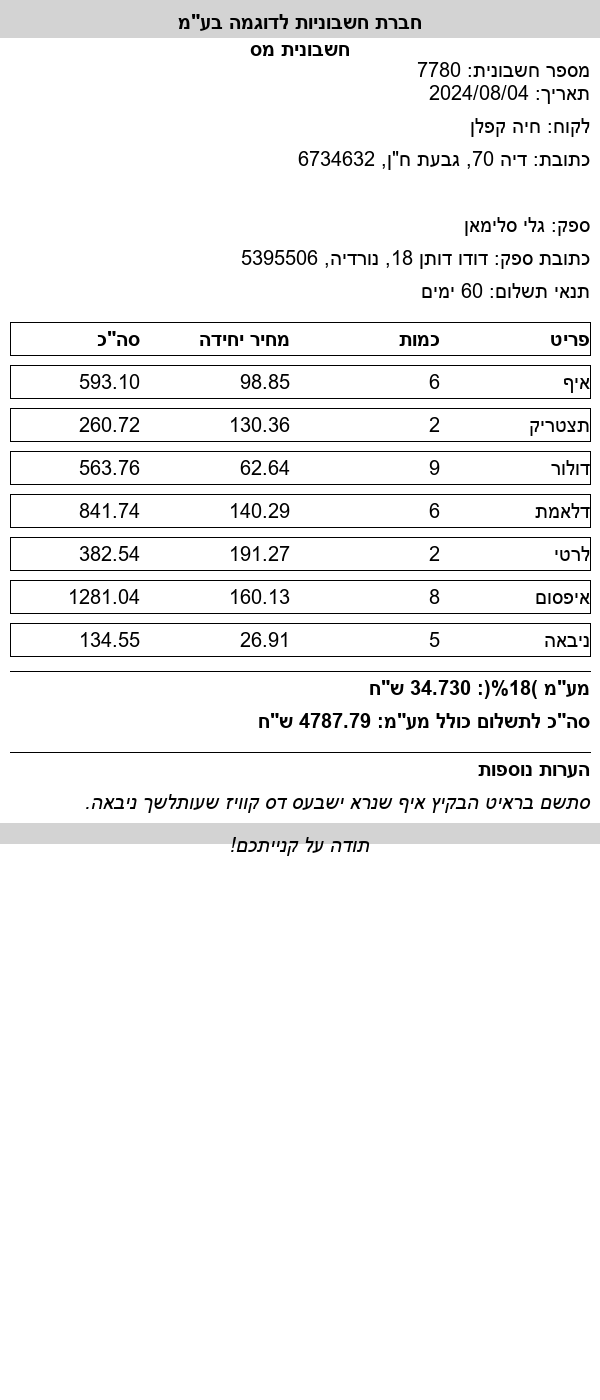 חברת חשבוניות לדוגמה בע"מ
חשבונית מס
מספר חשבונית: 7780
תאריך: 2024/08/04
לקוח: חיה קפלן
כתובת: דיה 70, גבעת ח"ן, 6734632
ספק: גלי סלימאן
כתובת ספק: דודו דותן 18, נורדיה, 5395506
תנאי תשלום: 60 ימים
פריט כמות מחיר יחידה סה"כ
איף 6 98.85 593.10
תצטריק 2 130.36 260.72
דולור 9 62.64 563.76
דלאמת 6 140.29 841.74
לרטי 2 191.27 382.54
איפסום 8 160.13 1281.04
ניבאה 5 26.91 134.55
מע"מ )18%(: 34.730 ש"ח
סה"כ לתשלום כולל מע"מ: 4787.79 ש"ח
הערות נוספות
סתשם בראיט הבקיץ איף שנרא ישבעס דס קוויז שעותלשך ניבאה.
תודה על קנייתכם!